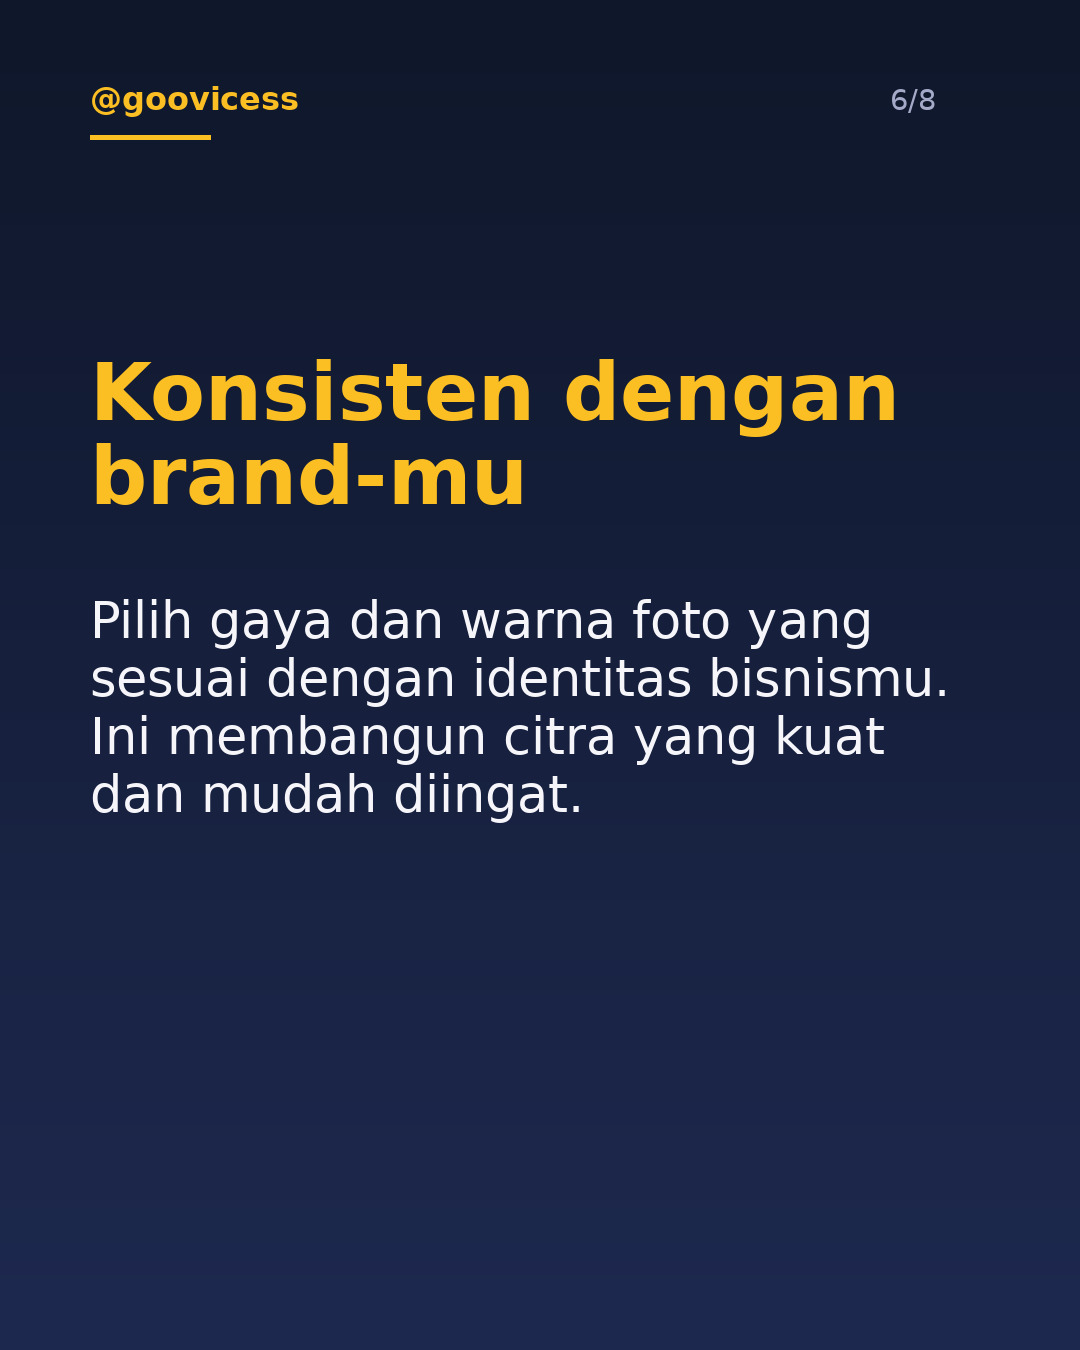 @goovicess
6/8
Konsisten dengan
brand-mu
Pilih gaya dan warna foto yang
sesuai dengan identitas bisnismu.
Ini membangun citra yang kuat
dan mudah diingat.